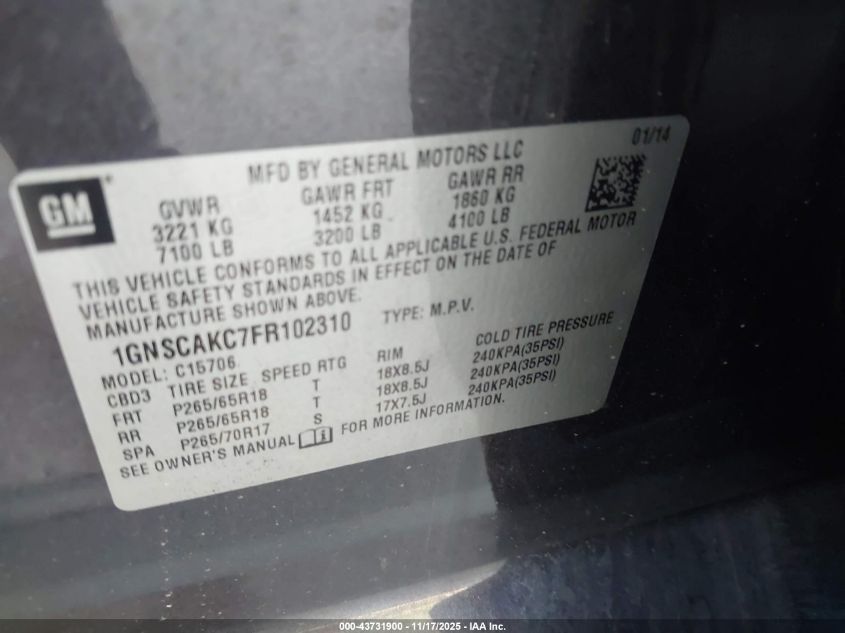 GM
MFD BY GENERAL MOTORS LLC
01/14
GVWR GAWR FRT GAWR RR
3221 KG 1452 KG 1860 KG
7100 LB 3200 LB 4100 LB
THIS VEHICLE CONFORMS TO ALL APPLICABLE U.S. FEDERAL MOTOR
VEHICLE SAFETY STANDARDS IN EFFECT ON THE DATE OF
MANUFACTURE SHOWN ABOVE.
1GNSCAKC7FR102310 TYPE: M.P.V.
MODEL: C15706
CBD3 TIRE SIZE SPEED RTG RIM COLD TIRE PRESSURE
FRT P265/65R18 T 18X8.5J 240KPA(35PSI)
RR P265/65R18 T 18X8.5J 240KPA(35PSI)
SPA P265/70R17 S 17X7.5J 240KPA(35PSI)
SEE OWNER'S MANUAL FOR MORE INFORMATION.
000-43731900 - 11/17/2025 - IAA Inc.